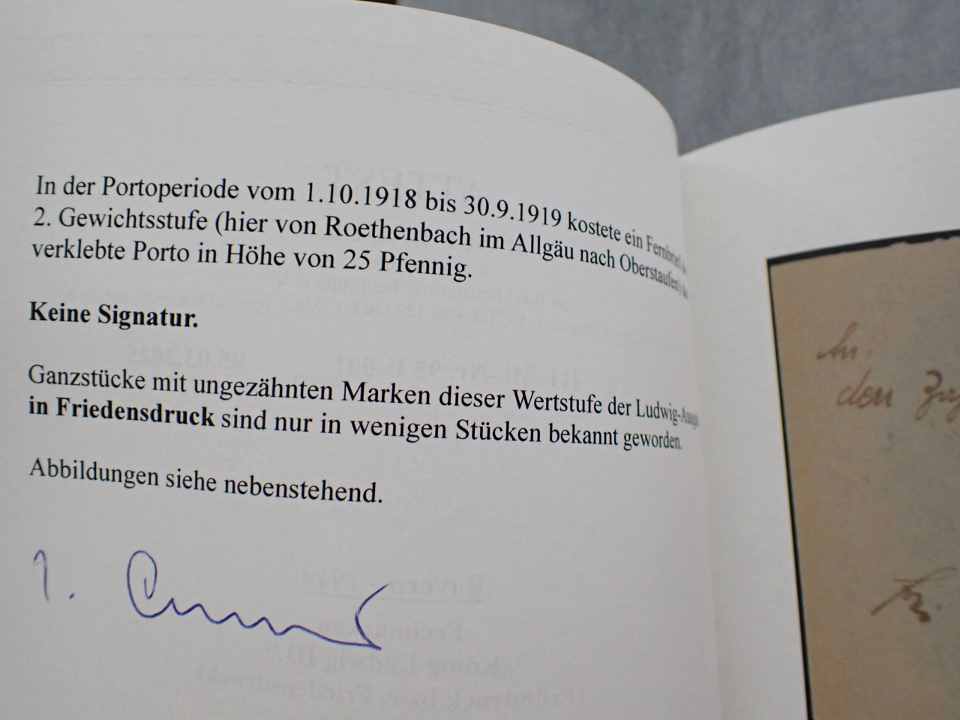 In der Portoperiode vom 1.10.1918 bis 30.9.1919 kostete ein Fernbrief
2. Gewichtsstufe (hier von Roethenbach im Allgäu nach Oberstaufen)
verklebte Porto in Höhe von 25 Pfennig.
Keine Signatur.
Ganzstücke mit ungezähnten Marken dieser Wertstufe der Ludwig-
in Friedensdruck sind nur in wenigen Stücken bekannt geworden.
Abbildungen siehe nebenstehend.
An
den